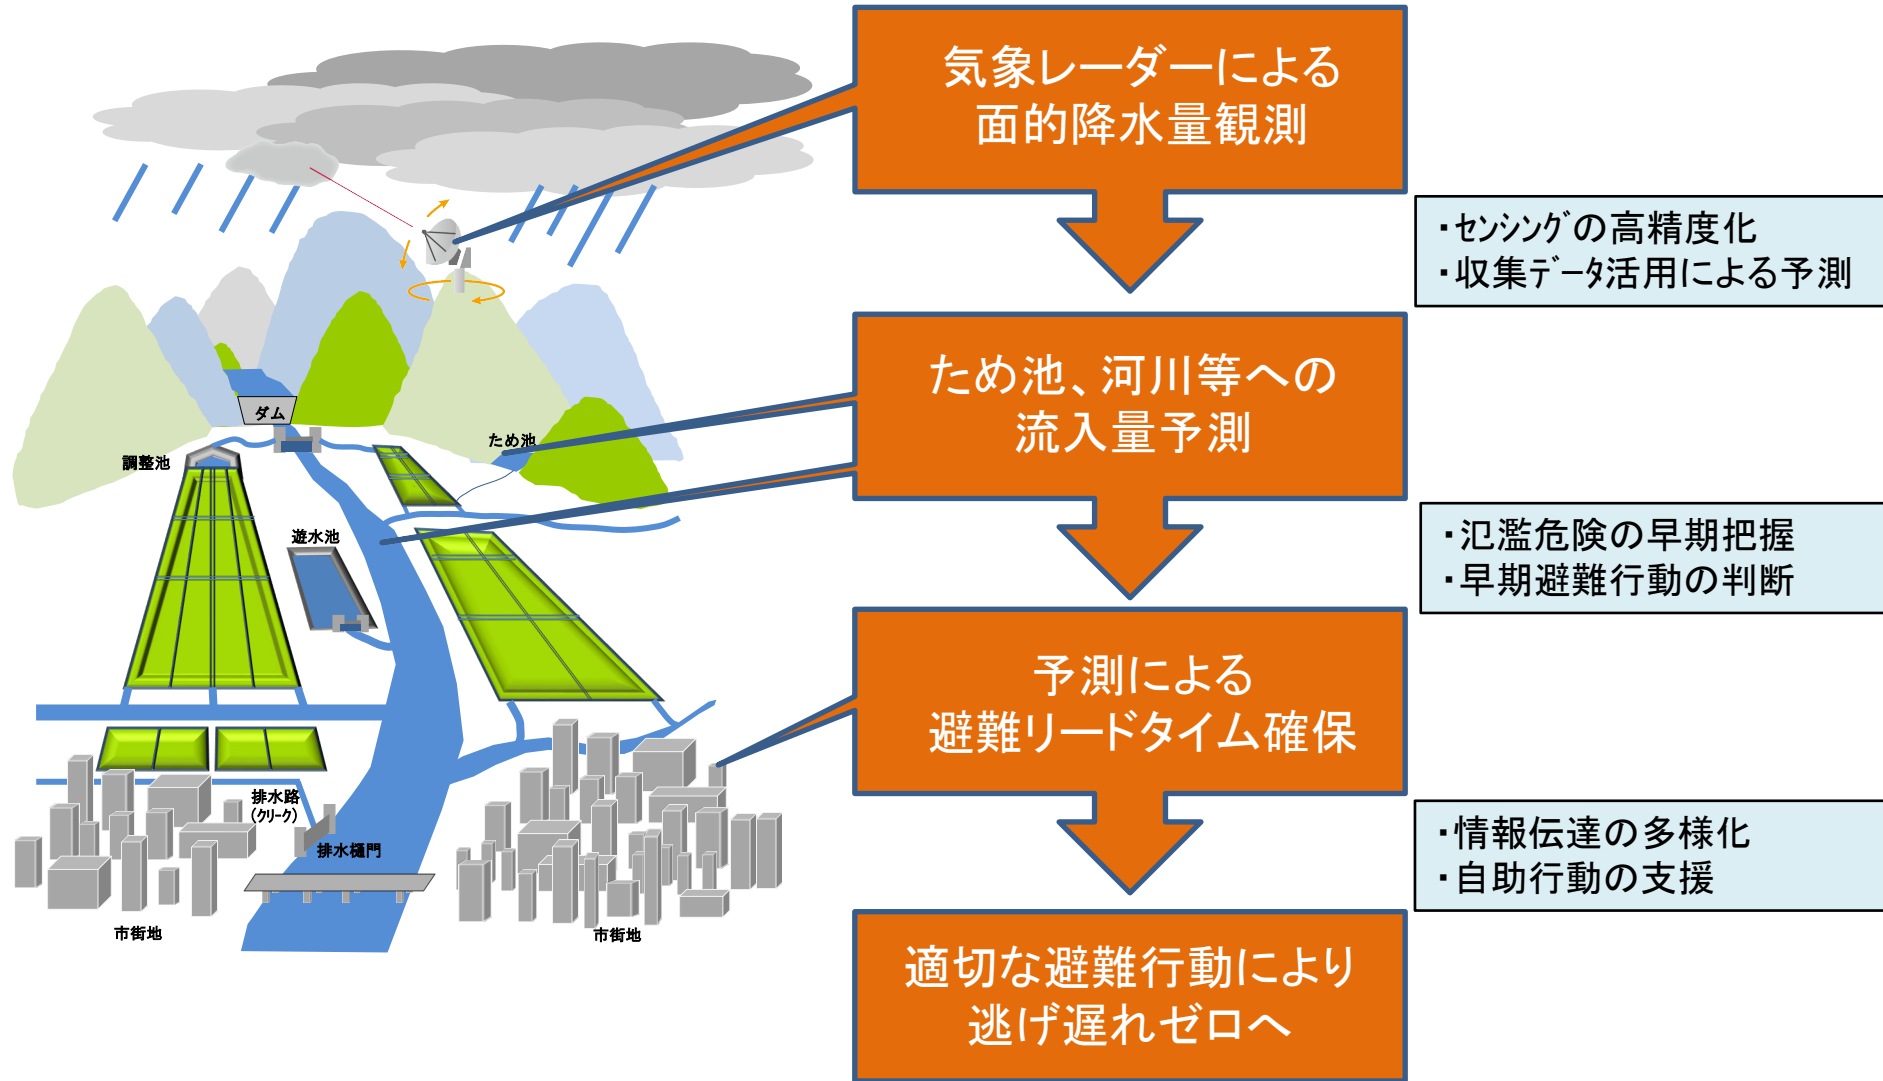 気象レーダーによる
面的降水量観測
・ｾﾝｼﾝｸﾞの高精度化
・収集ﾃﾞｰﾀ活用による予測
ため池、河川等への
流入量予測
・氾濫危険の早期把握
・早期避難行動の判断
予測による
避難リードタイム確保
・情報伝達の多様化
・自助行動の支援
適切な避難行動により
逃げ遅れゼロへ
ダム
ため池
調整池
遊水池
排水路
(ｸﾘｰｸ)
排水樋門
市街地
市街地